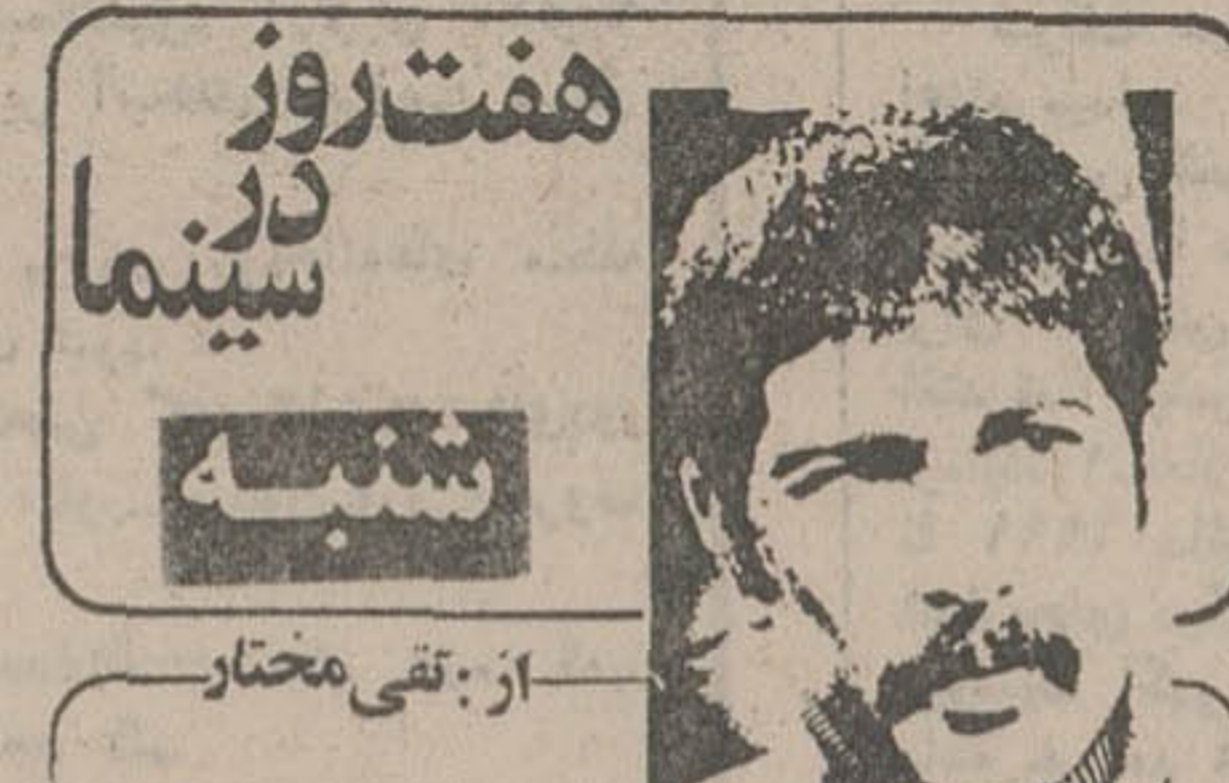 هفت روز
در
سینما
شنبه
از : تقی مختار